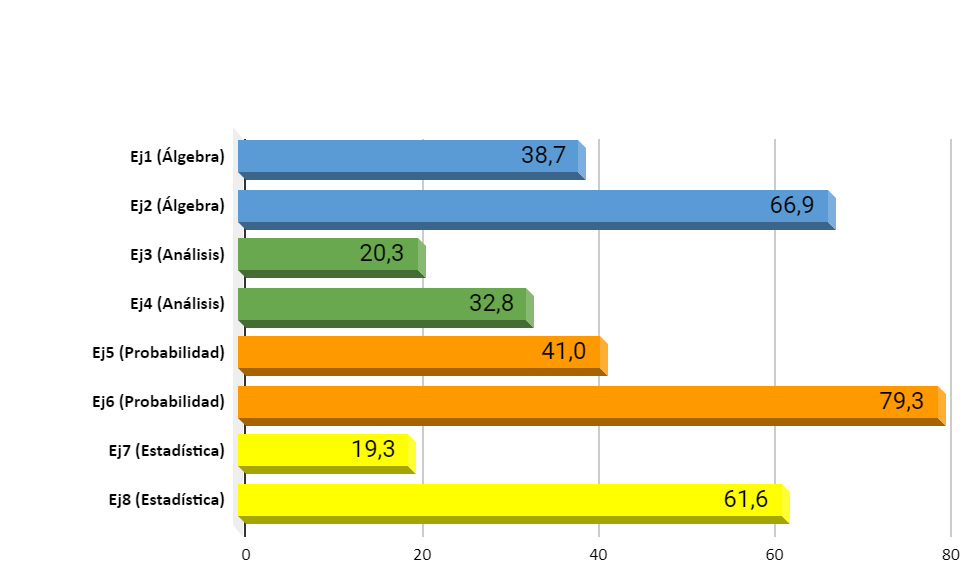 Ej1 (Álgebra) 38,7
Ej2 (Álgebra) 66,9
Ej3 (Análisis) 20,3
Ej4 (Análisis) 32,8
Ej5 (Probabilidad) 41,0
Ej6 (Probabilidad) 79,3
Ej7 (Estadística) 19,3
Ej8 (Estadística) 61,6
0 20 40 60 80